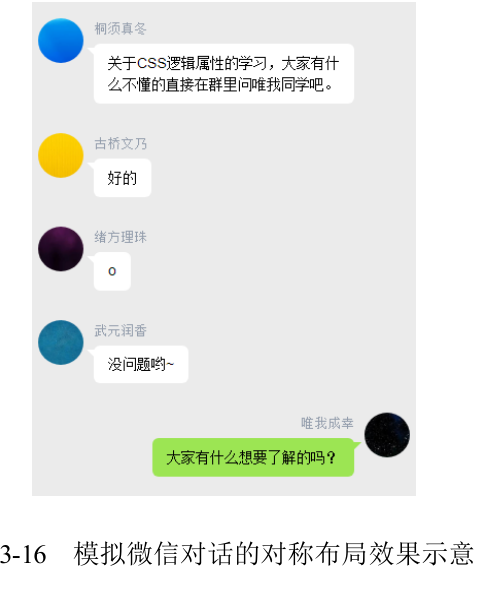 桐须真冬
关于CSS逻辑属性的学习，大家有什
么不懂的直接在群里问唯我同学吧。
古桥文乃
好的
绪方理珠
o
武元润香
没问题哟~
唯我成幸
大家有什么想要了解的吗？
3-16 模拟微信对话的对称布局效果示意